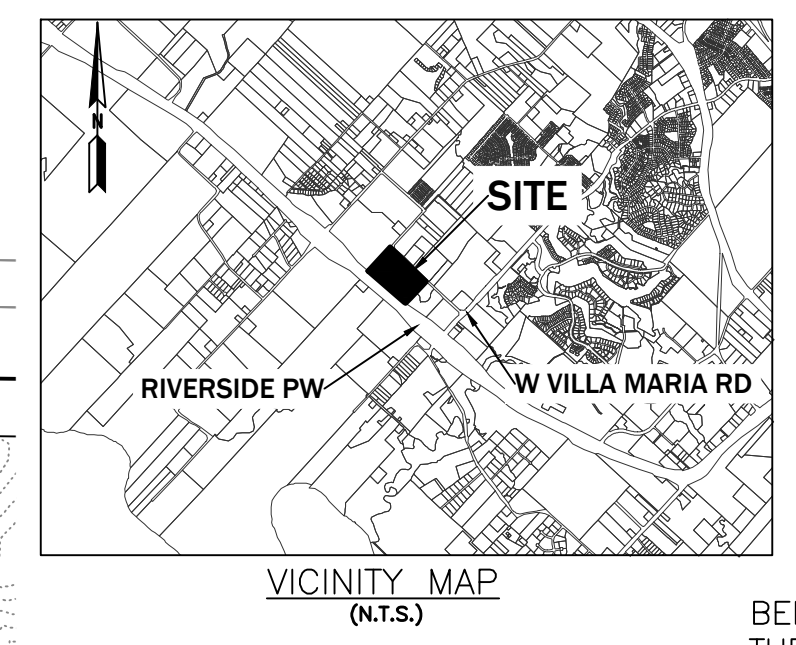 N
SITE
RIVERSIDE PW
W VILLA MARIA RD
VICINITY MAP
(N.T.S.)